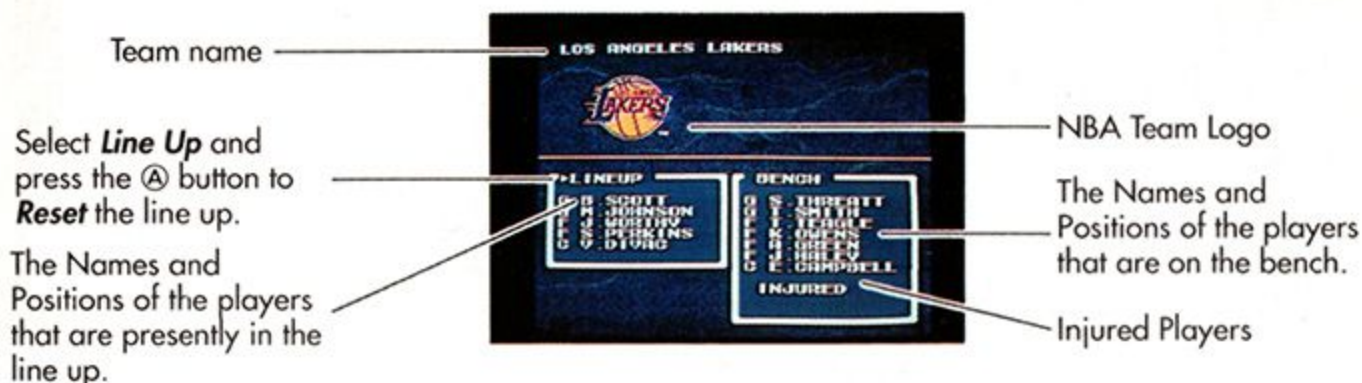 Team name
Select Line Up and
press the Ⓐ button to
Reset the line up.
The Names and
Positions of the players
that are presently in the
line up.
LOS ANGELES LAKERS
LAKERS
LINEUP
G B.SCOTT
G M.JOHNSON
F J.WORTHY
F S.PERKINS
C V.DIVAC
BENCH
G S.THREATT
G T.SMITH
F T.TEAGLE
F K.OWENS
F A.GREEN
F J.HALEY
C E.CAMPBELL
INJURED
NBA Team Logo
The Names and
Positions of the players
that are on the bench.
Injured Players